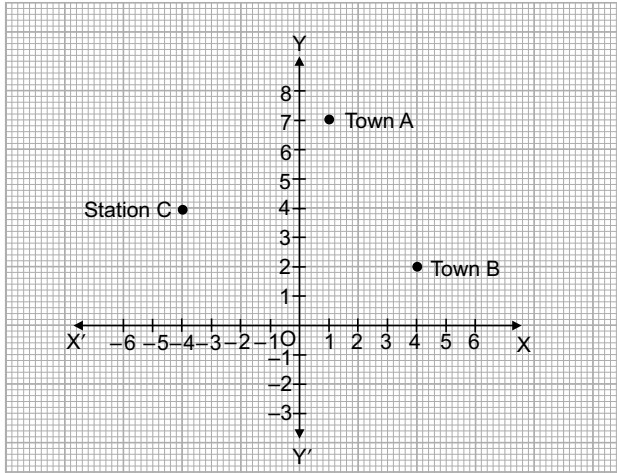 Y
8
7 Town A
6
5
Station C 4
3
2 Town B
1
X′ –6 –5 –4 –3 –2 –1 O 1 2 3 4 5 6 X
–1
–2
–3
Y′